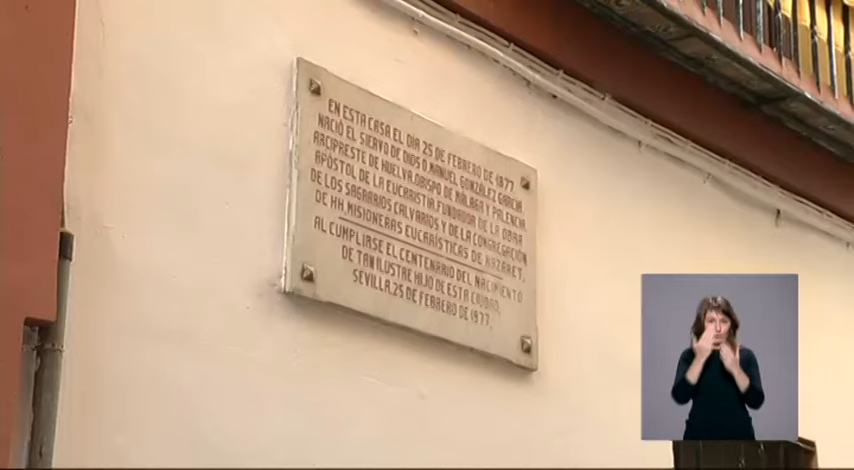 EN ESTA CASA EL DÍA 25 DE FEBRERO DE 1877
NACIÓ EL SIERVO DE DIOS D. MANUEL GONZÁLEZ GARCÍA,
ARCIPRESTE DE HUELVA. OBISPO DE MÁLAGA Y PALENCIA.
APÓSTOL DE LA EUCARISTIA. FUNDADOR DE LA OBRA
DE LOS SAGRARIOS-CALVARIOS Y DE LA CONGREGACIÓN
DE HH. MISIONERAS EUCARÍSTICAS DE NAZARET.
AL CUMPLIRSE EL CENTENARIO DEL NACIMIENTO
DE TAN ILUSTRE HIJO DE ESTA CIUDAD.
SEVILLA, 25 DE FEBRERO DE 1977.